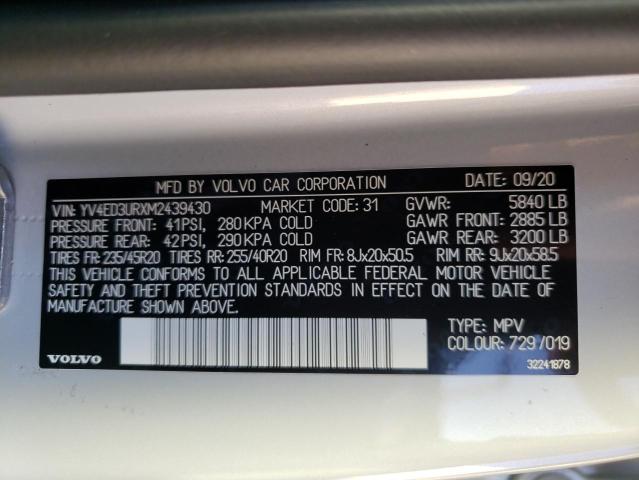 MFD BY VOLVO CAR CORPORATION DATE: 09/20
VIN: YV4ED3URXM2439430 MARKET CODE: 31 GVWR: 5840 LB
PRESSURE FRONT: 41PSI, 280 KPA COLD GAWR FRONT: 2885 LB
PRESSURE REAR: 42PSI, 290 KPA COLD GAWR REAR: 3200 LB
TIRES FR: 235/45R20 TIRES RR: 255/40R20 RIM FR: 8Jx20x50.5 RIM RR: 9Jx20x58.5
THIS VEHICLE CONFORMS TO ALL APPLICABLE FEDERAL MOTOR VEHICLE
SAFETY AND THEFT PREVENTION STANDARDS IN EFFECT ON THE DATE OF
MANUFACTURE SHOWN ABOVE.
TYPE: MPV
COLOUR: 729/019
VOLVO
32241878